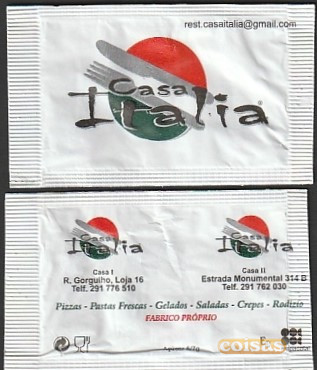 rest.casaitalia@gmail.com
Casa
Italia
Casa
Italia
Casa I
R. Gorgulho, Loja 16
Telf. 291 776 510
Casa
Italia
Casa II
Estrada Monumental 314 B
Telf. 291 762 030
Pizzas - Pastas Frescas - Gelados - Saladas - Crepes - Rodízio
FABRICO PRÓPRIO
coisas